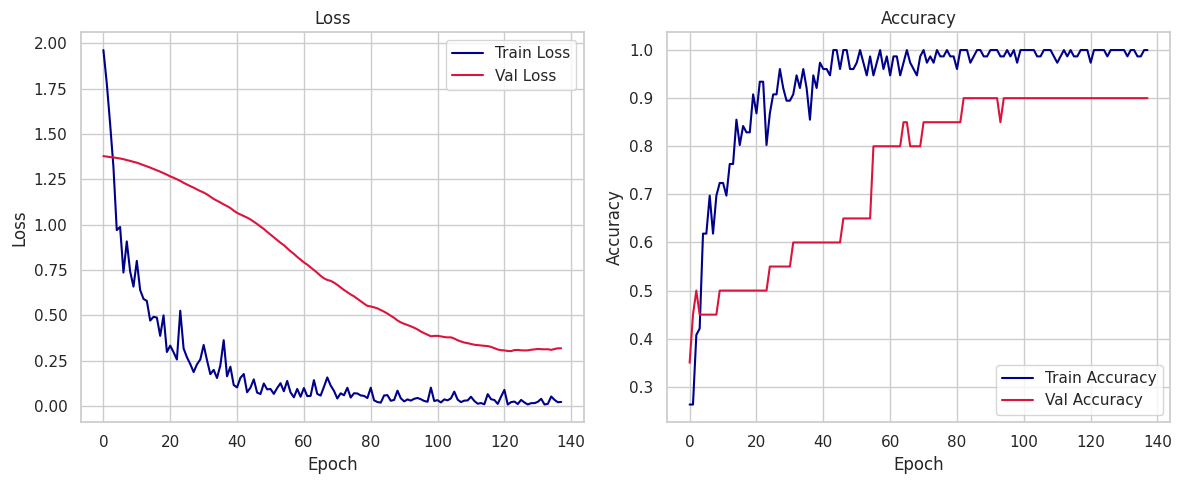 Loss
2.00
1.75
1.50
1.25
1.00
0.75
0.50
0.25
0.00
Loss
0 20 40 60 80 100 120 140
Epoch
Train Loss
Val Loss
Accuracy
1.0
0.9
0.8
0.7
0.6
0.5
0.4
0.3
Accuracy
0 20 40 60 80 100 120 140
Epoch
Train Accuracy
Val Accuracy